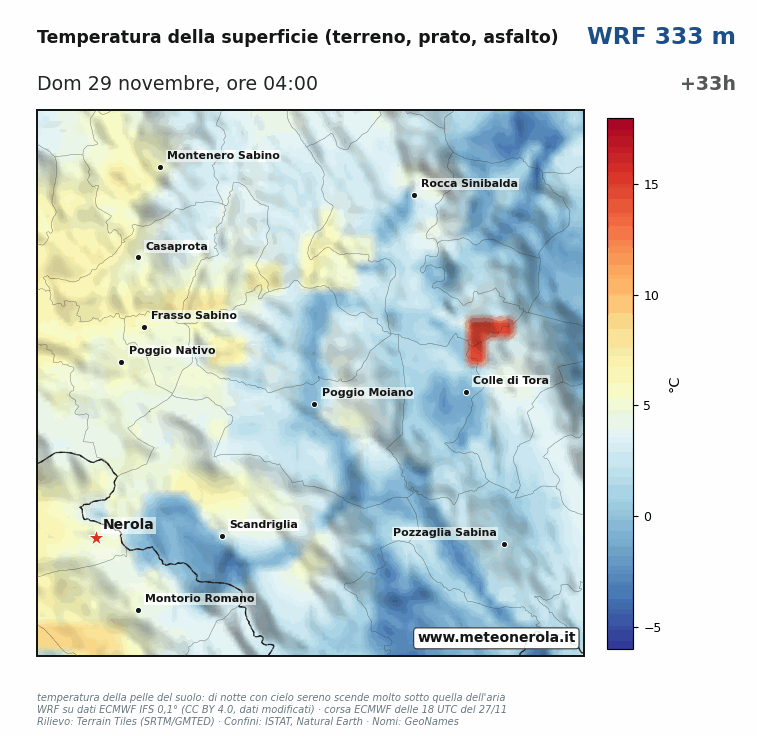 Temperatura della superficie (terreno, prato, asfalto)
WRF 333 m
Dom 29 novembre, ore 04:00
+33h
Montenero Sabino
Rocca Sinibalda
Casaprota
Frasso Sabino
Poggio Nativo
Colle di Tora
Poggio Moiano
Nerola
Scandriglia
Pozzaglia Sabina
Montorio Romano
www.meteonerola.it
15
10
5
0
−5
°C
temperatura della pelle del suolo: di notte con cielo sereno scende molto sotto quella dell'aria
WRF su dati ECMWF IFS 0,1° (CC BY 4.0, dati modificati) · corsa ECMWF delle 18 UTC del 27/11
Rilievo: Terrain Tiles (SRTM/GMTED) · Confini: ISTAT, Natural Earth · Nomi: GeoNames